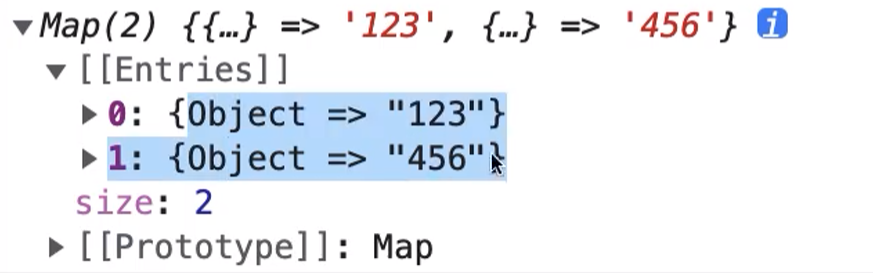 ▼Map(2) {{…} => '123', {…} => '456'} i
▼[[Entries]]
▶0: {Object => "123"}
▶1: {Object => "456"}
size: 2
▶[[Prototype]]: Map